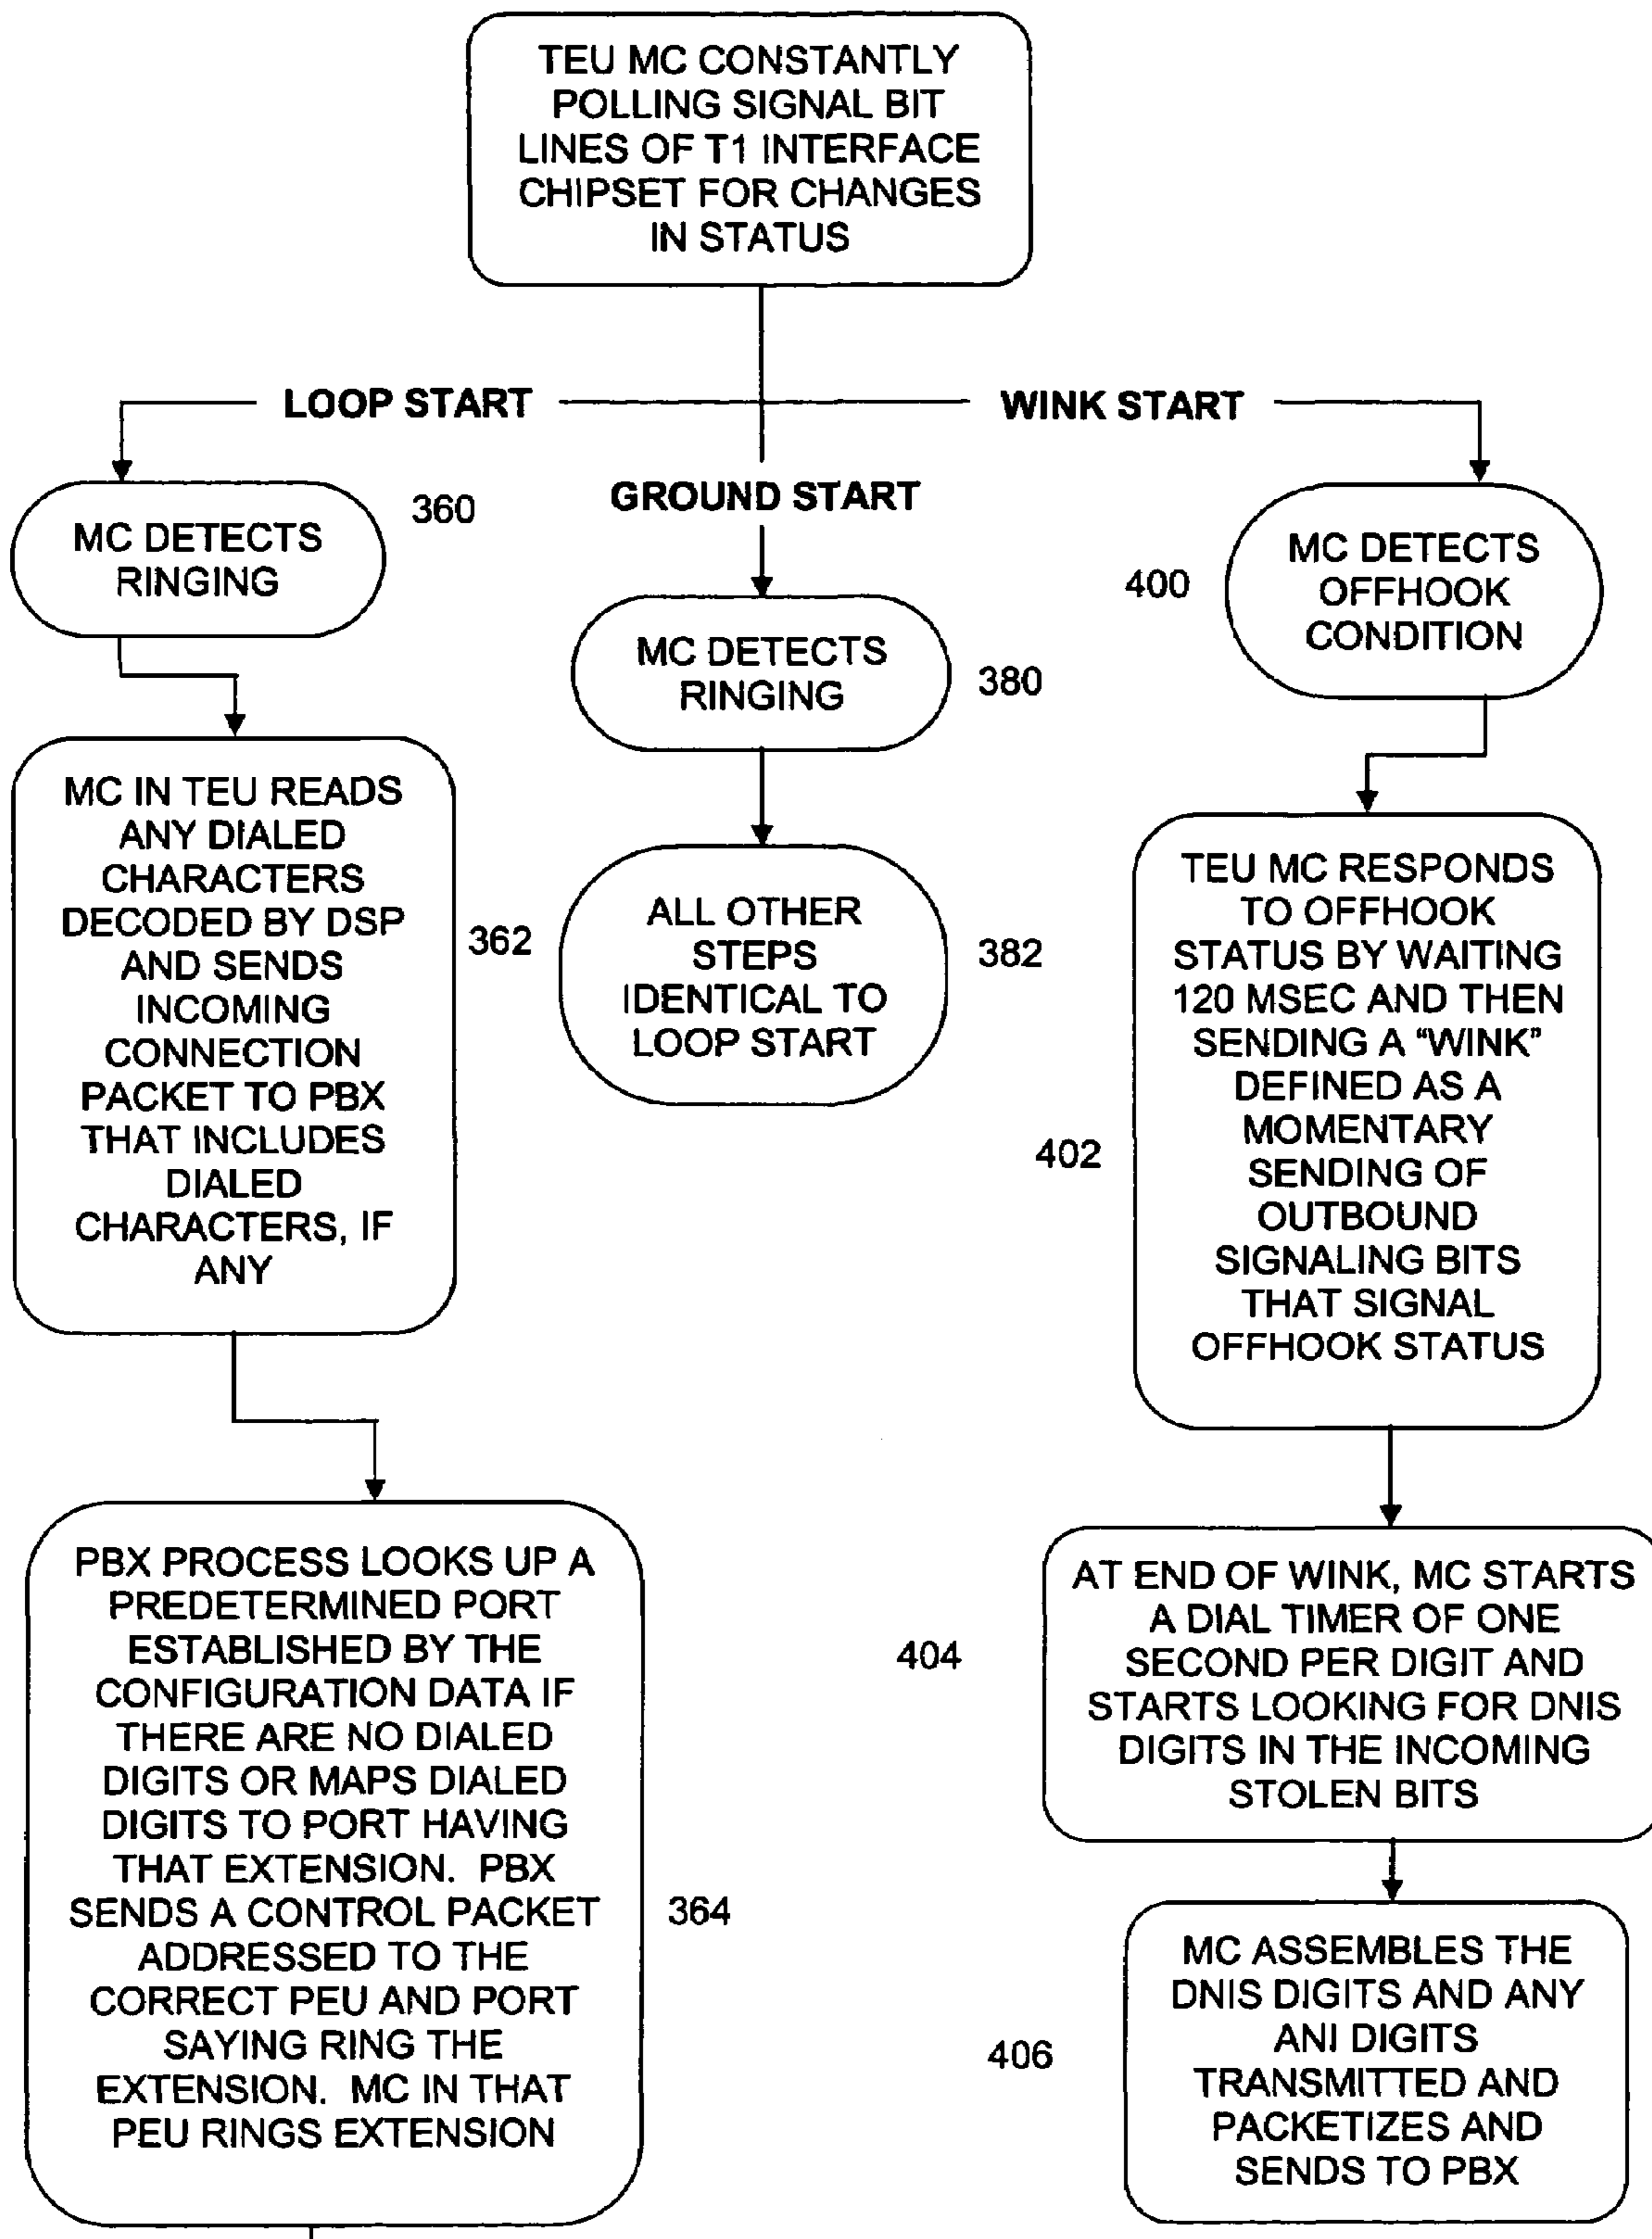 TEU MC CONSTANTLY
POLLING SIGNAL BIT
LINES OF T1 INTERFACE
CHIPSET FOR CHANGES
IN STATUS
LOOP START
WINK START
GROUND START
MC DETECTS
RINGING
360
MC DETECTS
RINGING
380
400
MC DETECTS
OFFHOOK
CONDITION
MC IN TEU READS
ANY DIALED
CHARACTERS
DECODED BY DSP
AND SENDS
INCOMING
CONNECTION
PACKET TO PBX
THAT INCLUDES
DIALED
CHARACTERS, IF
ANY
362
ALL OTHER
STEPS
IDENTICAL TO
LOOP START
382
TEU MC RESPONDS
TO OFFHOOK
STATUS BY WAITING
120 MSEC AND THEN
SENDING A “WINK”
DEFINED AS A
MOMENTARY
SENDING OF
OUTBOUND
SIGNALING BITS
THAT SIGNAL
OFFHOOK STATUS
402
PBX PROCESS LOOKS UP A
PREDETERMINED PORT
ESTABLISHED BY THE
CONFIGURATION DATA IF
THERE ARE NO DIALED
DIGITS OR MAPS DIALED
DIGITS TO PORT HAVING
THAT EXTENSION. PBX
SENDS A CONTROL PACKET
ADDRESSED TO THE
CORRECT PEU AND PORT
SAYING RING THE
EXTENSION. MC IN THAT
PEU RINGS EXTENSION
364
404
AT END OF WINK, MC STARTS
A DIAL TIMER OF ONE
SECOND PER DIGIT AND
STARTS LOOKING FOR DNIS
DIGITS IN THE INCOMING
STOLEN BITS
406
MC ASSEMBLES THE
DNIS DIGITS AND ANY
ANI DIGITS
TRANSMITTED AND
PACKETIZES AND
SENDS TO PBX